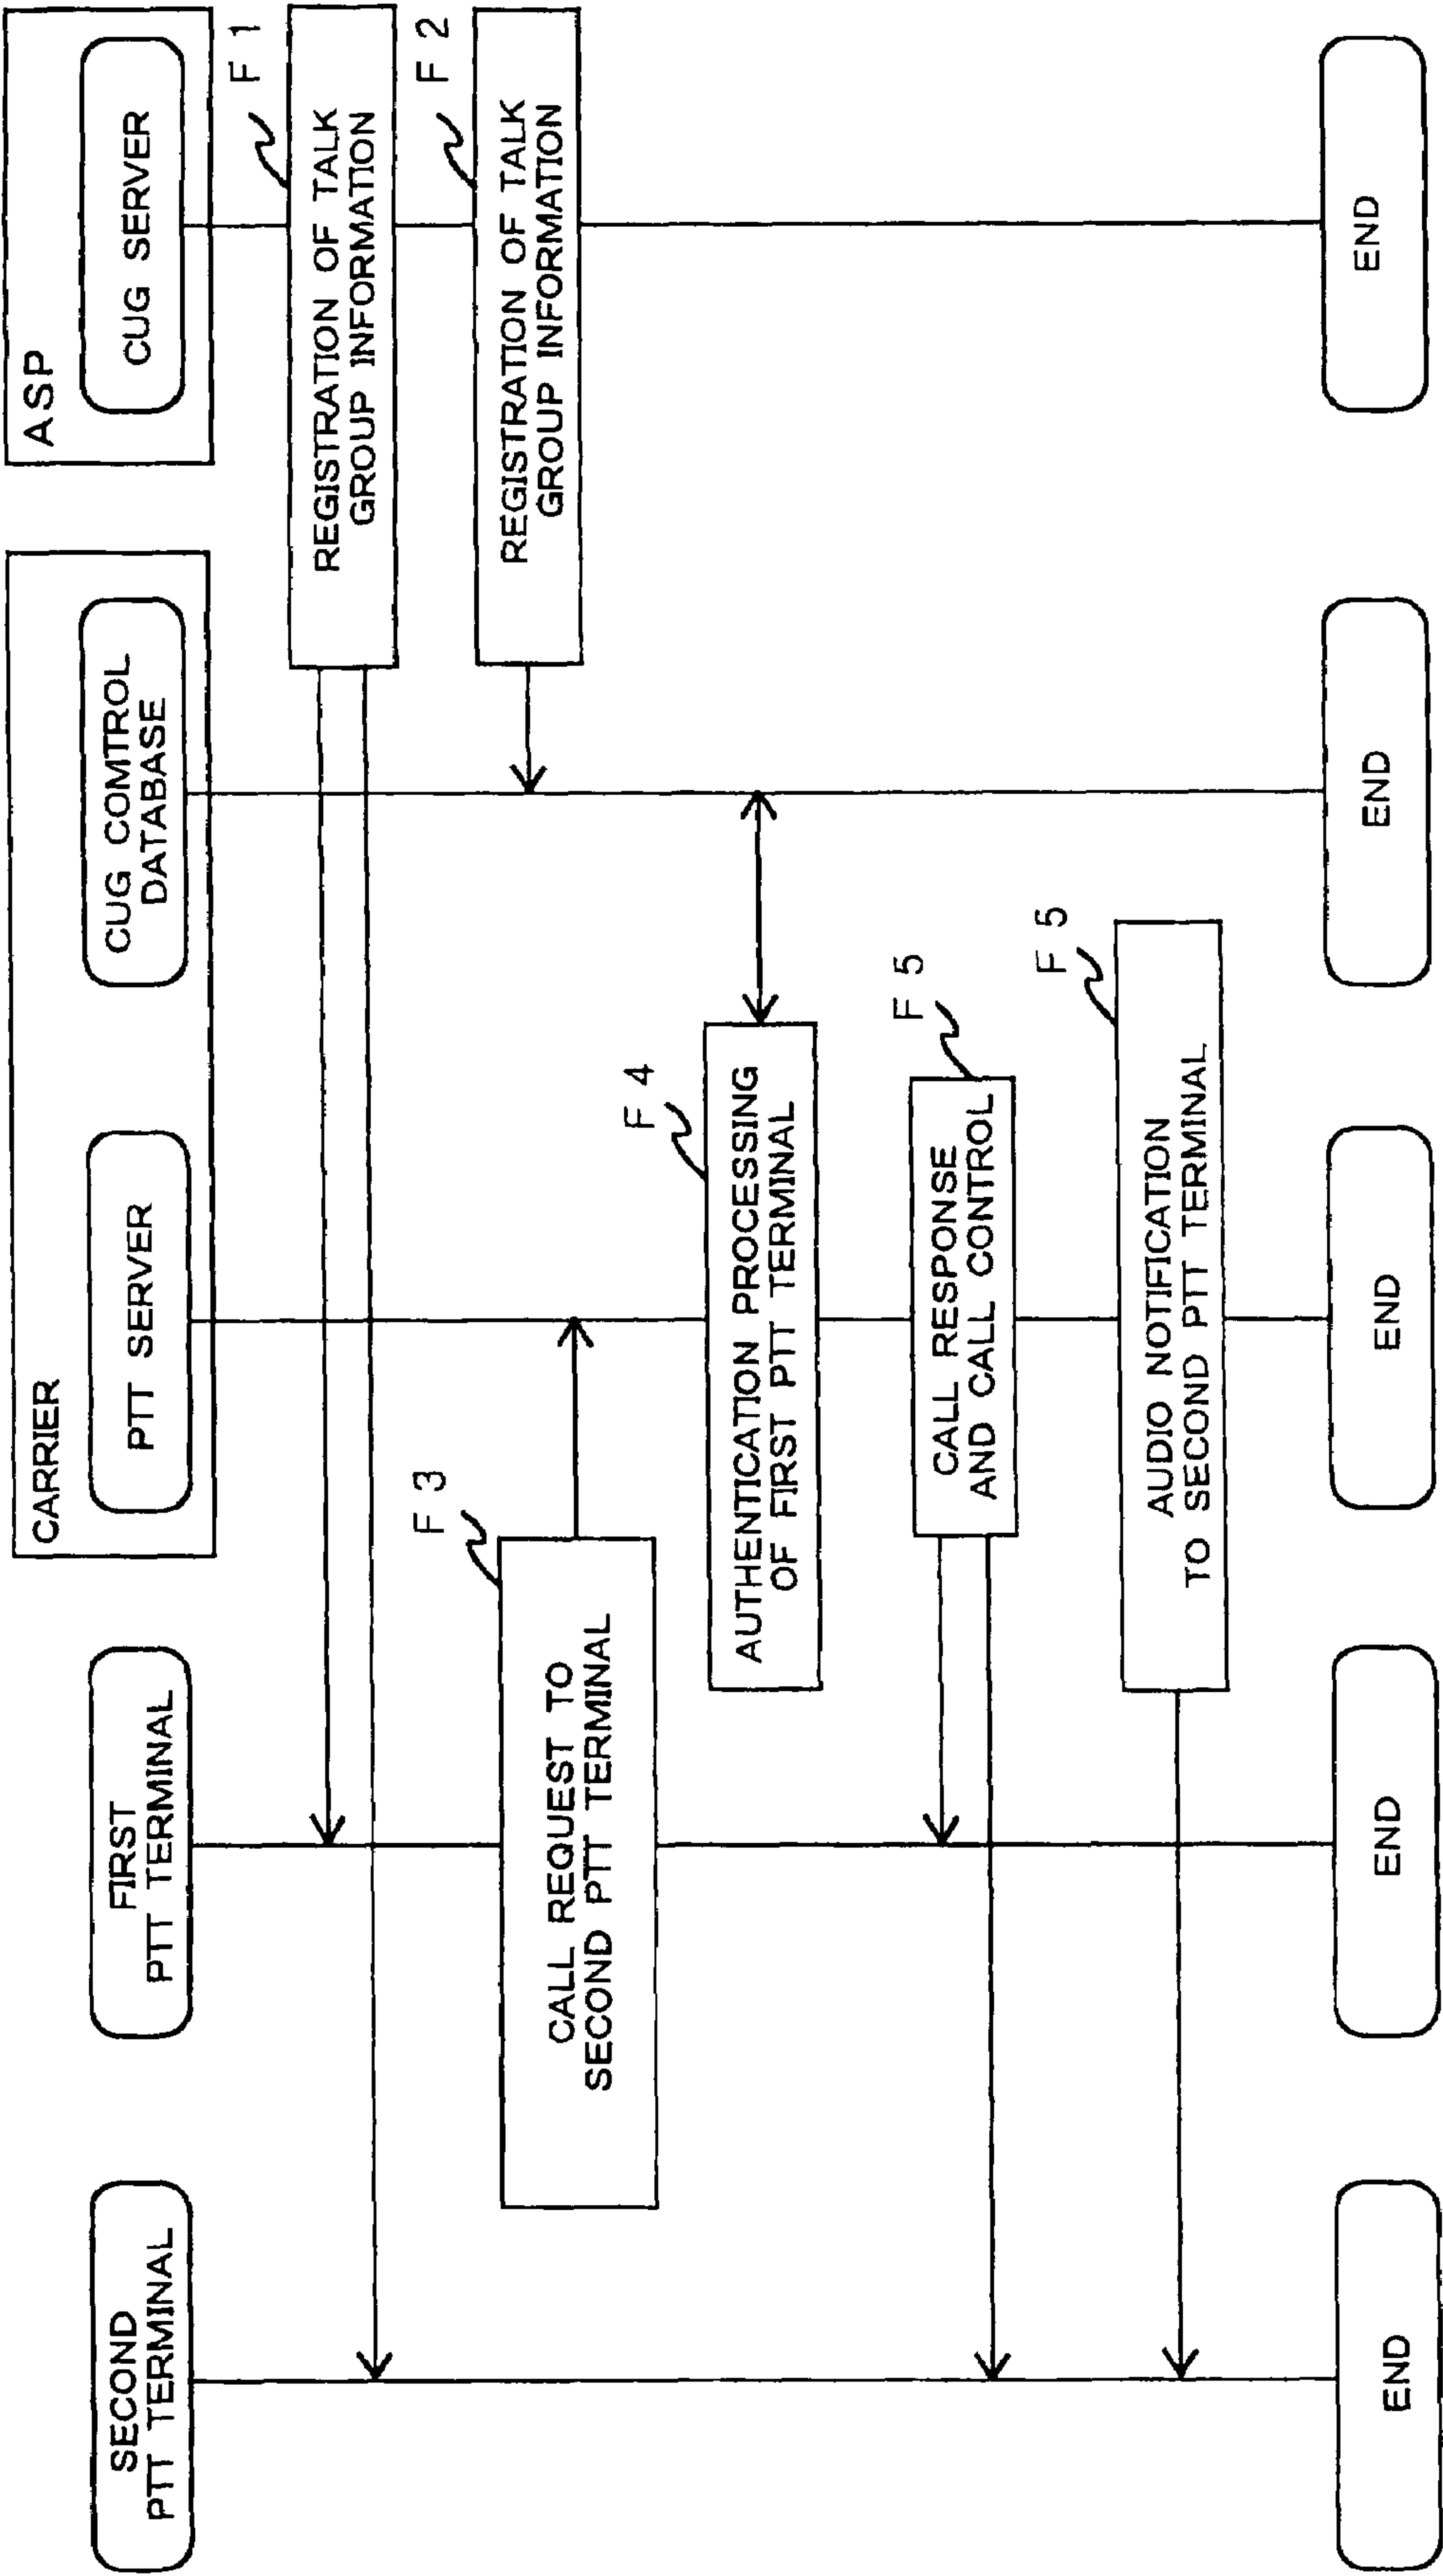 SECOND
PTT TERMINAL
FIRST
PTT TERMINAL
CARRIER
PTT SERVER
CUG COMTROL
DATABASE
ASP
CUG SERVER
F 1
REGISTRATION OF TALK
GROUP INFORMATION
F 2
REGISTRATION OF TALK
GROUP INFORMATION
F 3
CALL REQUEST TO
SECOND PTT TERMINAL
F 4
AUTHENTICATION PROCESSING
OF FIRST PTT TERMINAL
F 5
CALL RESPONSE
AND CALL CONTROL
F 5
AUDIO NOTIFICATION
TO SECOND PTT TERMINAL
END
END
END
END
END